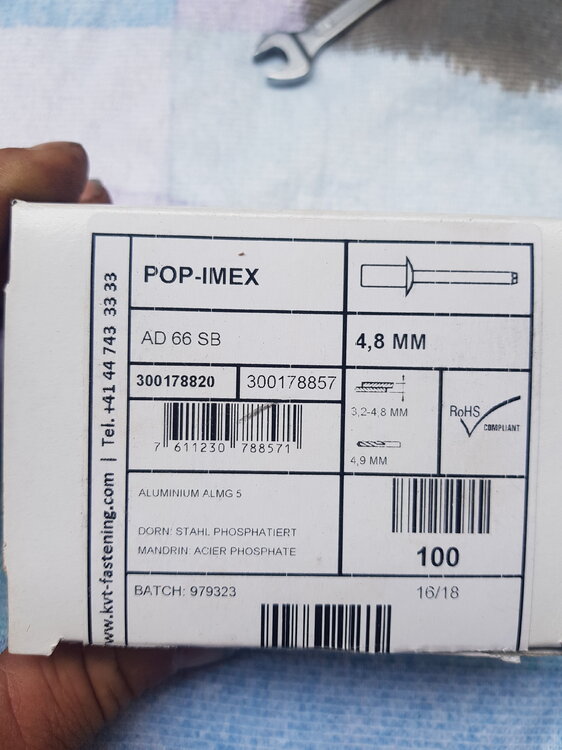 POP-IMEX
AD 66 SB
4,8 MM
300178820
300178857
3,2-4,8 MM
RoHS
COMPLIANT
7 611230 788571
4,9 MM
ALUMINIUM ALMG 5
DORN: STAHL PHOSPHATIERT
MANDRIN: ACIER PHOSPHATE
100
BATCH: 979323
16/18
www.kvt-fastening.com | Tel. +41 44 743 33 33